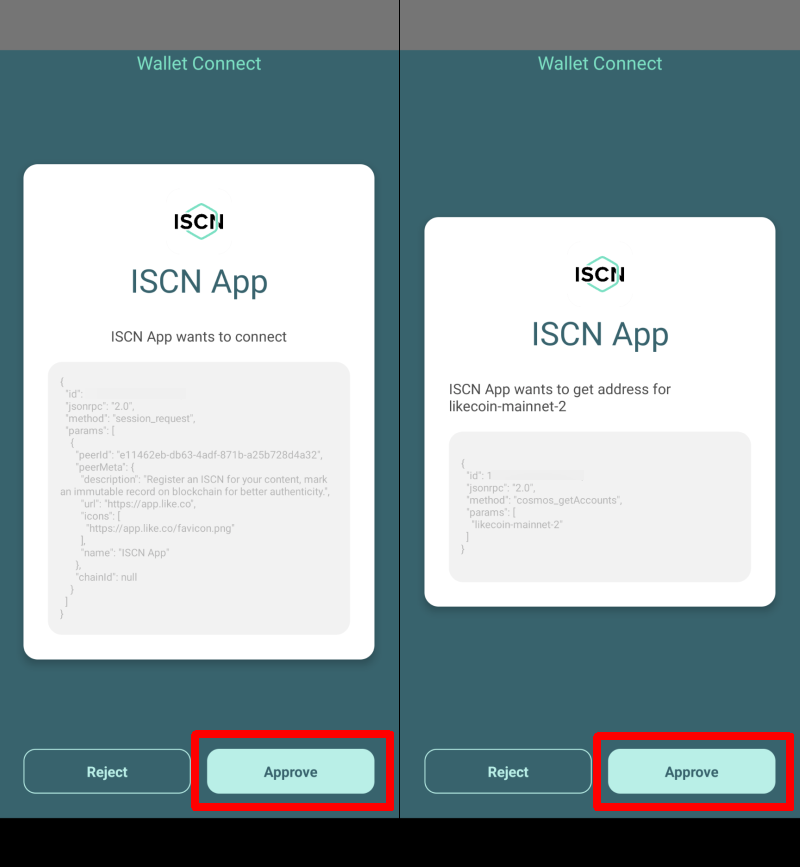 Wallet Connect
ISCN
ISCN App
ISCN App wants to connect
{
"id":
"jsonrpc": "2.0",
"method": "session_request",
"params": [
{
"peerId": "e11462eb-db63-4adf-871b-a25b728d4a32",
"peerMeta": {
"description": "Register an ISCN for your content, mark
an immutable record on blockchain for better authenticity.",
"url": "https://app.like.co",
"icons": [
"https://app.like.co/favicon.png"
],
"name": "ISCN App"
},
"chainId": null
}
]
}
Reject
Approve
Wallet Connect
ISCN
ISCN App
ISCN App wants to get address for
likecoin-mainnet-2
{
"id": 1
"jsonrpc": "2.0",
"method": "cosmos_getAccounts",
"params": [
"likecoin-mainnet-2"
]
}
Reject
Approve